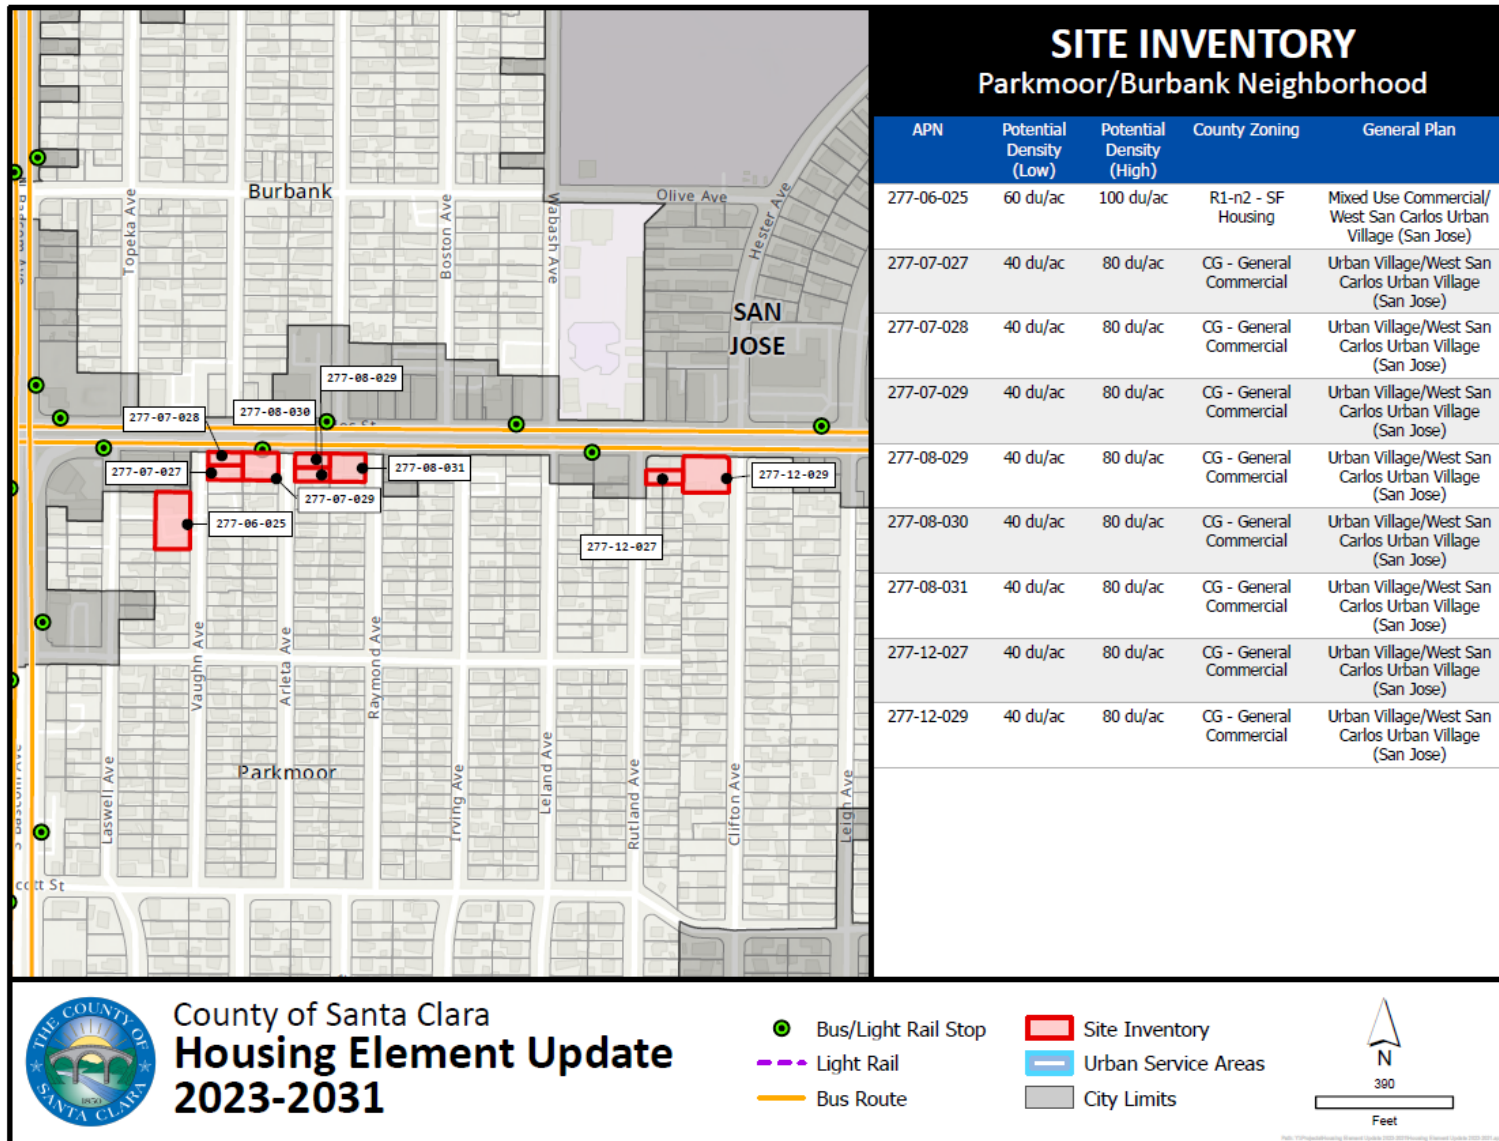 SITE INVENTORY
Parkmoor/Burbank Neighborhood
APN Potential Density (Low) Potential Density (High) County Zoning General Plan
277-06-025 60 du/ac 100 du/ac R1-n2 - SF Housing Mixed Use Commercial/ West San Carlos Urban Village (San Jose)
277-07-027 40 du/ac 80 du/ac CG - General Commercial Urban Village/West San Carlos Urban Village (San Jose)
277-07-028 40 du/ac 80 du/ac CG - General Commercial Urban Village/West San Carlos Urban Village (San Jose)
277-07-029 40 du/ac 80 du/ac CG - General Commercial Urban Village/West San Carlos Urban Village (San Jose)
277-08-029 40 du/ac 80 du/ac CG - General Commercial Urban Village/West San Carlos Urban Village (San Jose)
277-08-030 40 du/ac 80 du/ac CG - General Commercial Urban Village/West San Carlos Urban Village (San Jose)
277-08-031 40 du/ac 80 du/ac CG - General Commercial Urban Village/West San Carlos Urban Village (San Jose)
277-12-027 40 du/ac 80 du/ac CG - General Commercial Urban Village/West San Carlos Urban Village (San Jose)
277-12-029 40 du/ac 80 du/ac CG - General Commercial Urban Village/West San Carlos Urban Village (San Jose)
Burbank
Olive Ave
Topeka Ave
Boston Ave
Wabash Ave
Hester Ave
SAN
JOSE
277-08-029
277-07-028
277-08-030
277-07-027
277-08-031
277-12-029
277-07-029
277-06-025
277-12-027
Vaughn Ave
Arleta Ave
Raymond Ave
Parkmoor
Laswell Ave
Irving Ave
Leland Ave
Rutland Ave
Clifton Ave
Leigh Ave
S Bascom Ave
cott St
THE COUNTY OF
SANTA CLARA
1850
County of Santa Clara
Housing Element Update
2023-2031
Bus/Light Rail Stop
Light Rail
Bus Route
Site Inventory
Urban Service Areas
City Limits
N
390
Feet